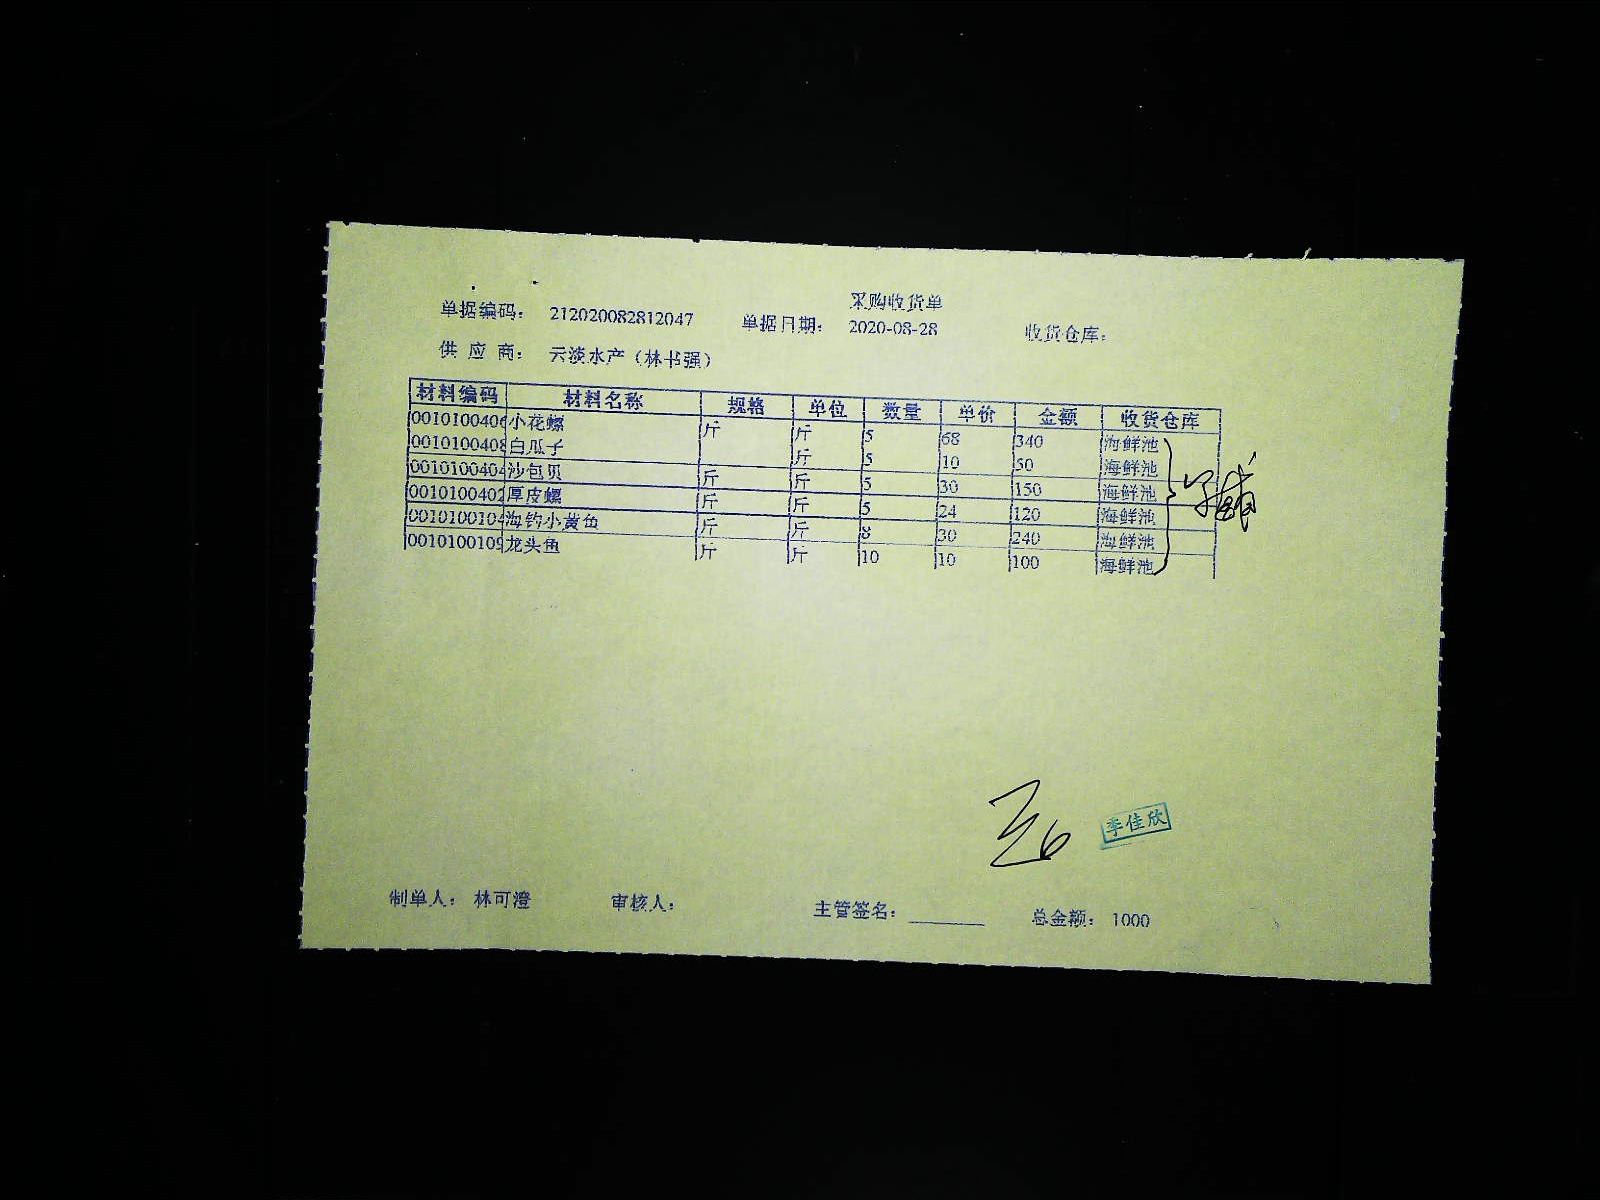 采购收货单
单据编码： 212020082812047 单据日期： 2020-08-28 收货仓库：
供 应 商： 云淡水产（林书强）
材料编码 材料名称 规格 单位 数量 单价 金额 收货仓库
0010100406 小花螺 斤 斤 5 68 340 海鲜池
0010100408 白瓜子 斤 5 10 50 海鲜池
0010100404 沙包贝 斤 斤 5 30 150 海鲜池
0010100402 厚皮螺 斤 斤 5 24 120 海鲜池
0010100104 海钓小黄鱼 斤 斤 8 30 240 海鲜池
0010100109 龙头鱼 斤 斤 10 10 100 海鲜池
李佳欣
制单人： 林可澄 审核人： 主管签名： 总金额： 1000